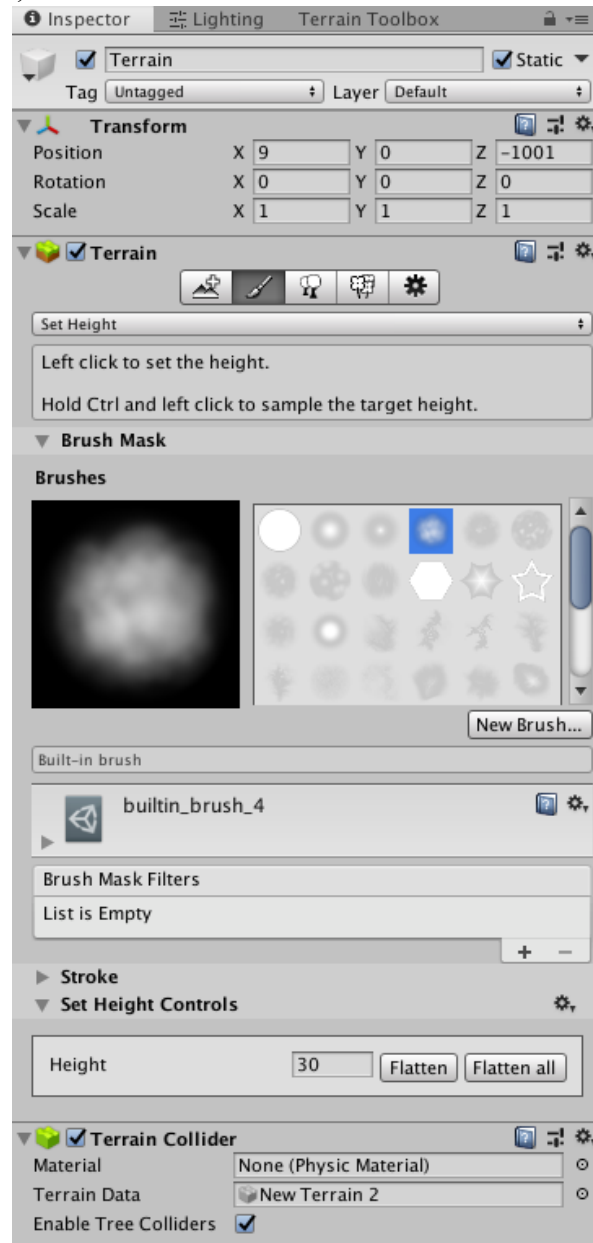 Inspector Lighting Terrain Toolbox
Terrain Static
Tag Untagged Layer Default
Transform
Position X 9 Y 0 Z -1001
Rotation X 0 Y 0 Z 0
Scale X 1 Y 1 Z 1
Terrain
Set Height
Left click to set the height.
Hold Ctrl and left click to sample the target height.
Brush Mask
Brushes
New Brush...
Built-in brush
builtin_brush_4
Brush Mask Filters
List is Empty
+ −
Stroke
Set Height Controls
Height 30 Flatten Flatten all
Terrain Collider
Material None (Physic Material)
Terrain Data New Terrain 2
Enable Tree Colliders